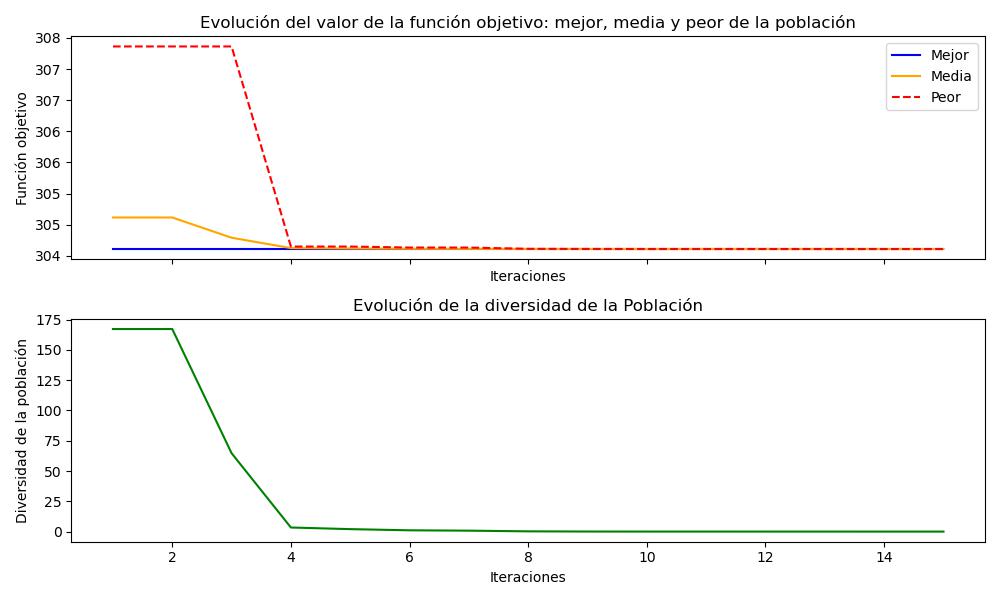 Evolución del valor de la función objetivo: mejor, media y peor de la población
308
307
307
306
306
305
305
304
Función objetivo
Mejor
Media
Peor
Iteraciones
Evolución de la diversidad de la Población
175
150
125
100
75
50
25
0
Diversidad de la población
2 4 6 8 10 12 14
Iteraciones